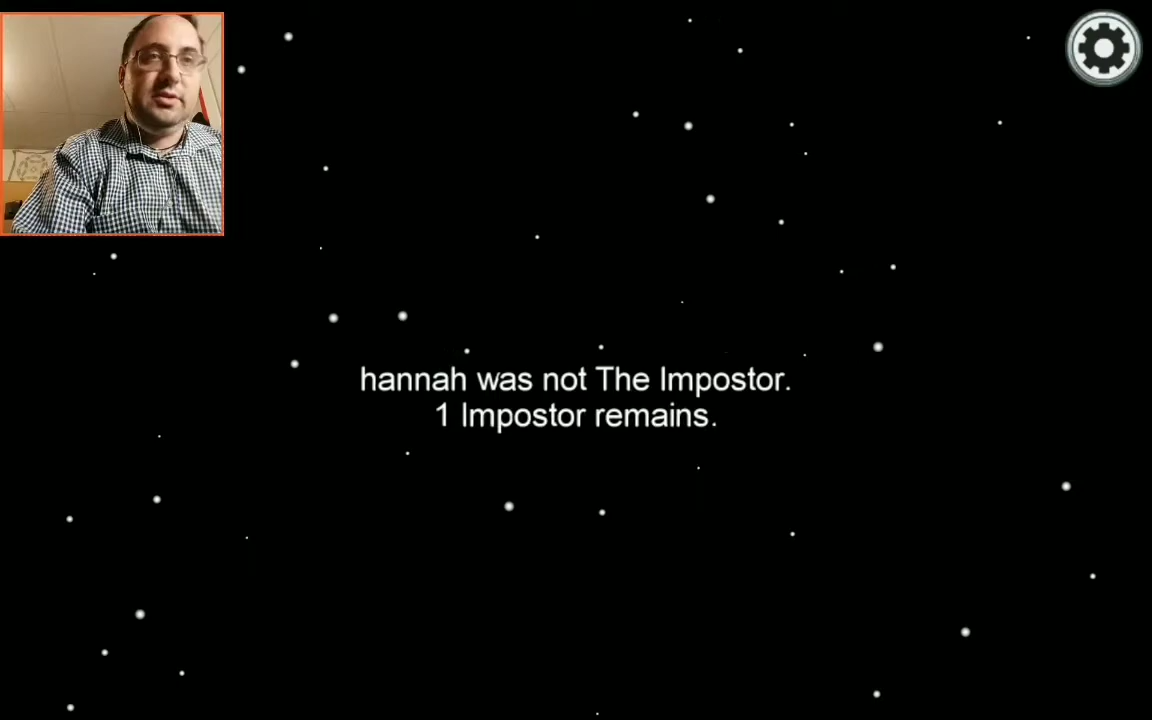 hannah was not The Impostor.
1 Impostor remains.